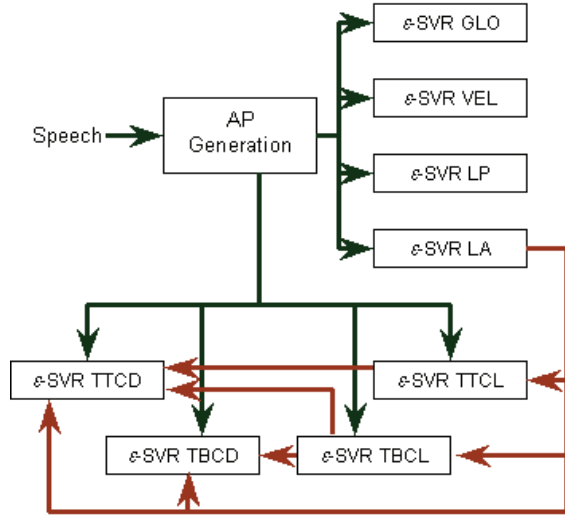 ε-SVR GLO
ε-SVR VEL
Speech
AP
Generation
ε-SVR LP
ε-SVR LA
ε-SVR TTCD
ε-SVR TTCL
ε-SVR TBCD
ε-SVR TBCL